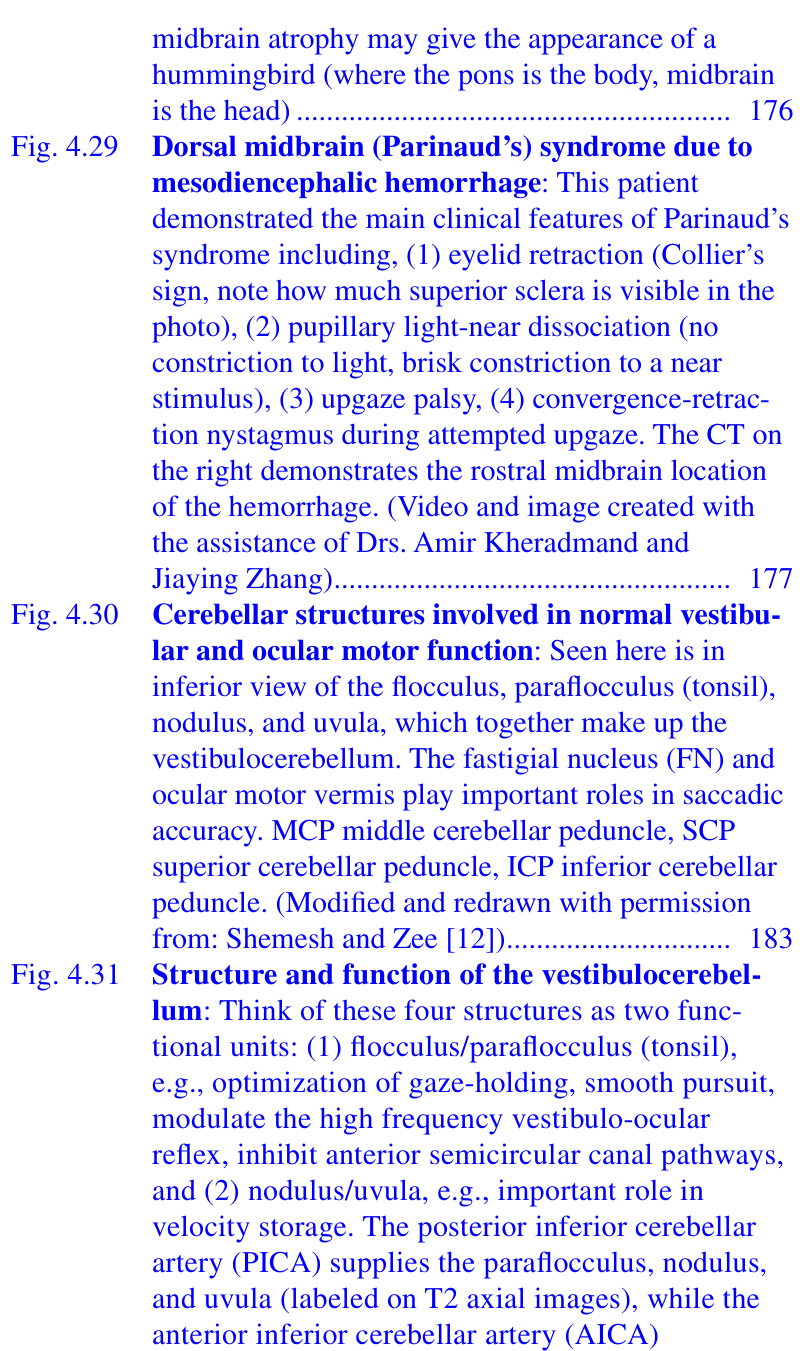 midbrain atrophy may give the appearance of a
hummingbird (where the pons is the body, midbrain
is the head) .......................................................... 176
Fig. 4.29 Dorsal midbrain (Parinaud's) syndrome due to
mesodiencephalic hemorrhage: This patient
demonstrated the main clinical features of Parinaud's
syndrome including, (1) eyelid retraction (Collier's
sign, note how much superior sclera is visible in the
photo), (2) pupillary light-near dissociation (no
constriction to light, brisk constriction to a near
stimulus), (3) upgaze palsy, (4) convergence-retrac-
tion nystagmus during attempted upgaze. The CT on
the right demonstrates the rostral midbrain location
of the hemorrhage. (Video and image created with
the assistance of Drs. Amir Kheradmand and
Jiaying Zhang)..................................................... 177
Fig. 4.30 Cerebellar structures involved in normal vestibu-
lar and ocular motor function: Seen here is in
inferior view of the flocculus, paraflocculus (tonsil),
nodulus, and uvula, which together make up the
vestibulocerebellum. The fastigial nucleus (FN) and
ocular motor vermis play important roles in saccadic
accuracy. MCP middle cerebellar peduncle, SCP
superior cerebellar peduncle, ICP inferior cerebellar
peduncle. (Modified and redrawn with permission
from: Shemesh and Zee [12]).............................. 183
Fig. 4.31 Structure and function of the vestibulocerebel-
lum: Think of these four structures as two func-
tional units: (1) flocculus/paraflocculus (tonsil),
e.g., optimization of gaze-holding, smooth pursuit,
modulate the high frequency vestibulo-ocular
reflex, inhibit anterior semicircular canal pathways,
and (2) nodulus/uvula, e.g., important role in
velocity storage. The posterior inferior cerebellar
artery (PICA) supplies the paraflocculus, nodulus,
and uvula (labeled on T2 axial images), while the
anterior inferior cerebellar artery (AICA)